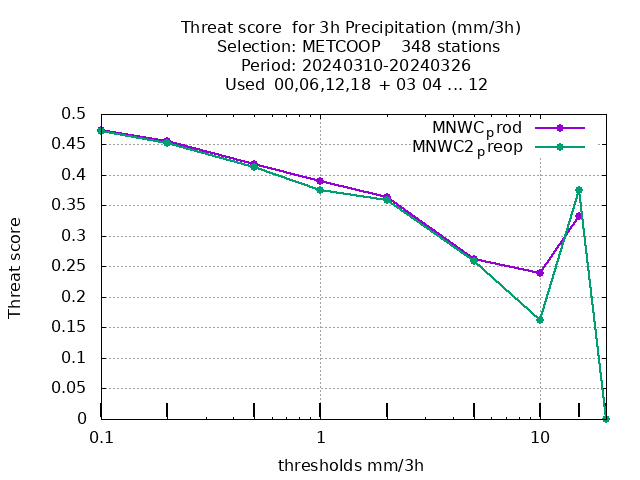 Threat score  for 3h Precipitation (mm/3h)
Selection: METCOOP    348 stations
Period: 20240310-20240326
Used  00,06,12,18  + 03 04 ... 12
MNWC_prod
MNWC2_preop
0.5
0.45
0.4
0.35
0.3
0.25
0.2
0.15
0.1
0.05
0
Threat score
0.1 1 10
thresholds mm/3h